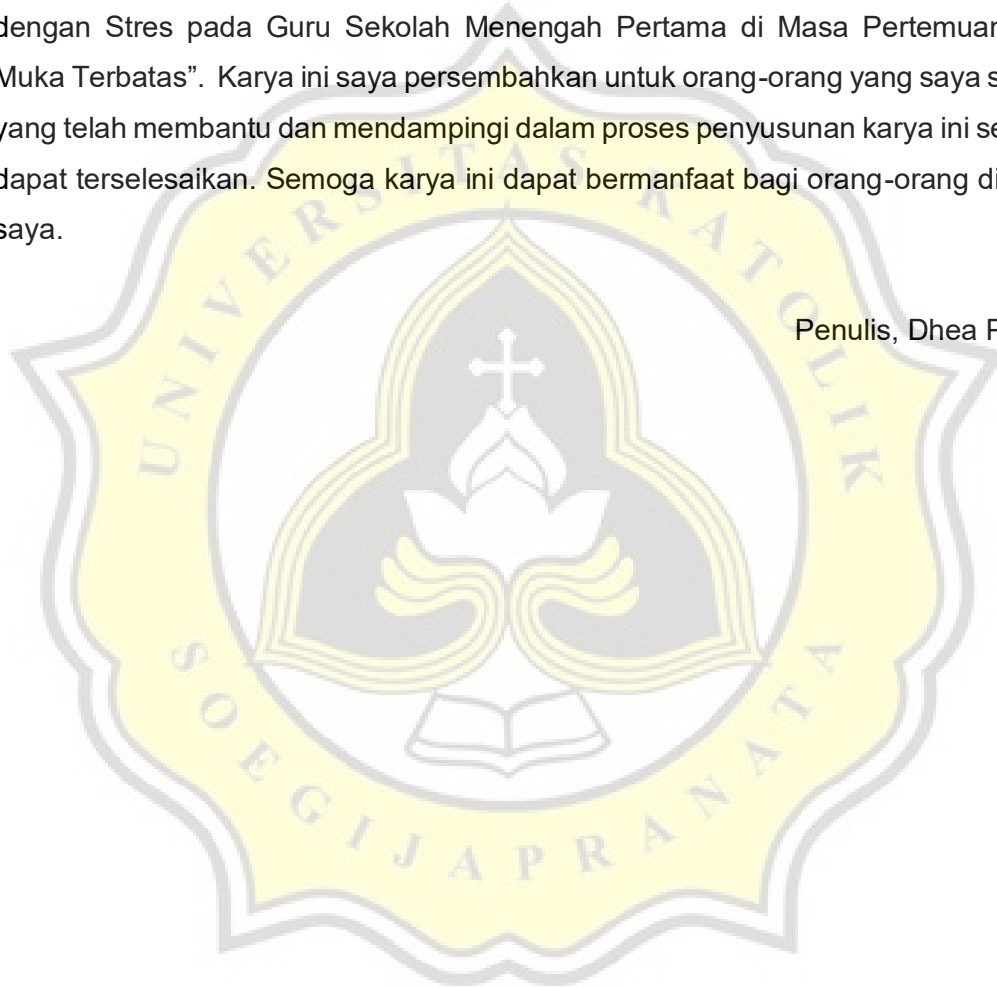 dengan Stres pada Guru Sekolah Menengah Pertama di Masa Pertemuan
Muka Terbatas”. Karya ini saya persembahkan untuk orang-orang yang saya
yang telah membantu dan mendampingi dalam proses penyusunan karya ini
dapat terselesaikan. Semoga karya ini dapat bermanfaat bagi orang-orang
saya.
Penulis, Dhea
UNIVERSITAS KATOLIK
SOEGIJAPRANATA